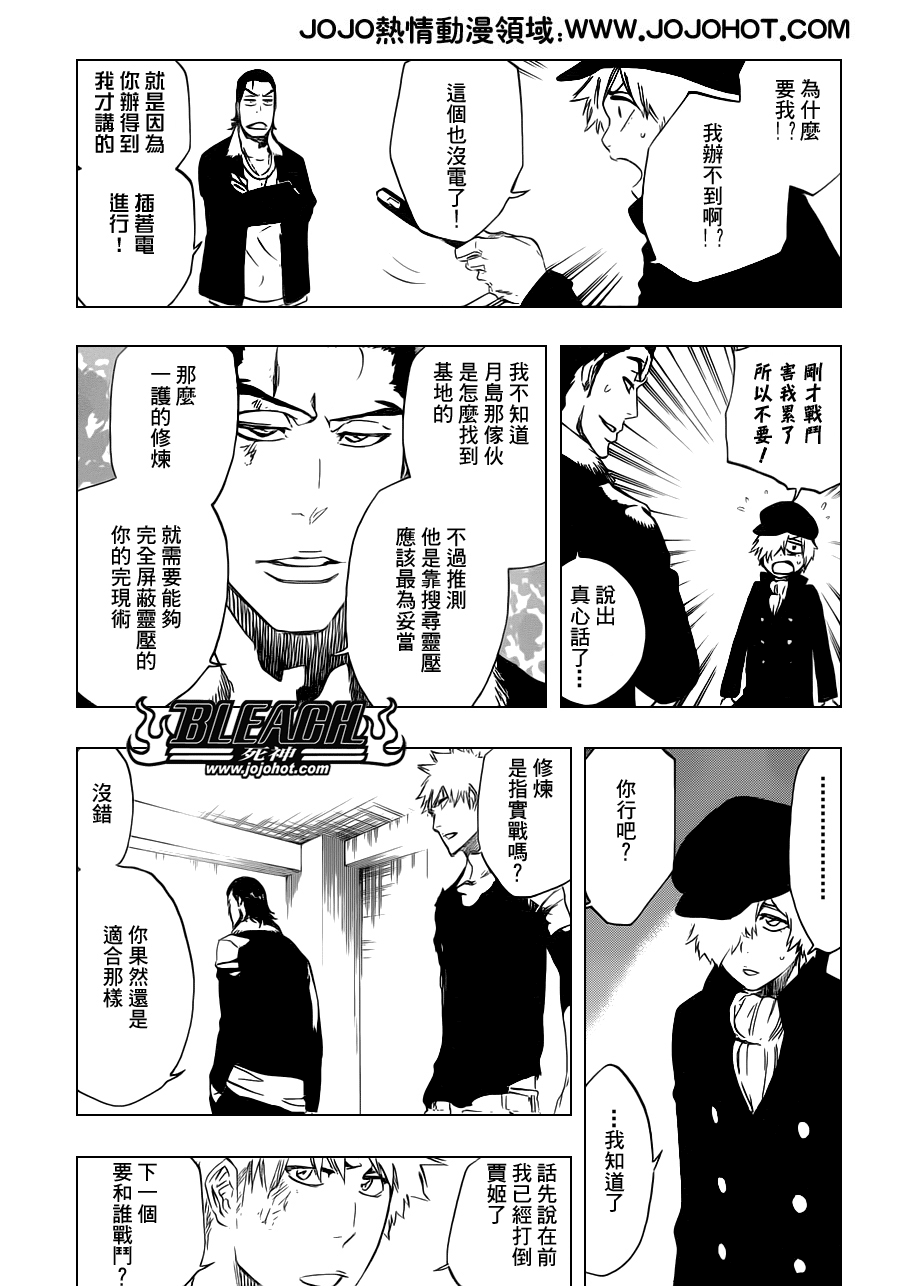 JOJO熱情動漫領域:WWW.JOJOHOT.COM
為什麼
要我!?
我辦不到啊!?
這個也沒電了!
就是因為
你辦得到
我才講的
插著電
進行!
剛才戰鬥
害我累了
所以不要!
說出
真心話了…
我不知道
月島那傢伙
是怎麼找到
基地的
不過推測
他是靠搜尋靈壓
應該最為妥當
那麼
一護的修煉
就需要能夠
完全屏蔽靈壓的
你的完現術
BLEACH
死神
www.jojohot.com
…………
你行吧?
…我知道了
修煉
是指實戰嗎?
沒錯
你果然還是
適合那樣
話先說在前
我已經打倒
賈姬了
下一個
要和誰戰鬥?